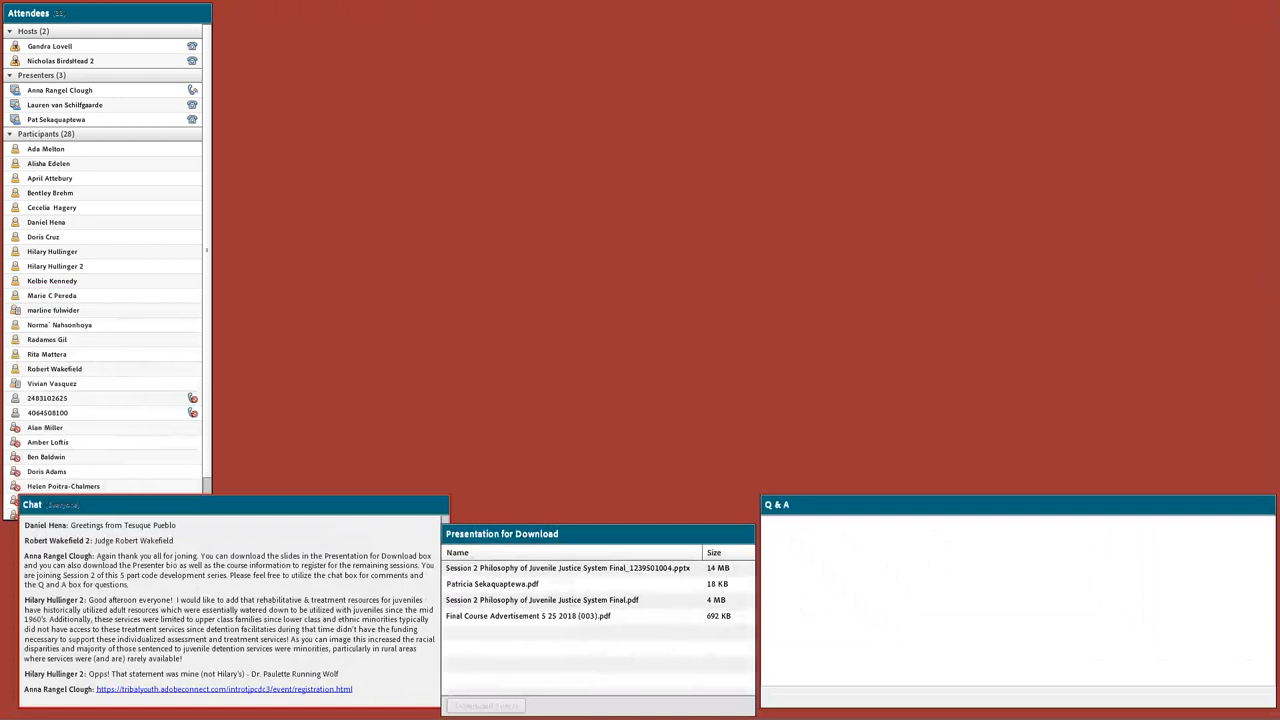 Attendees (33)
Hosts (2)
Gandra Lovell
Nicholas BirdsHead 2
Presenters (3)
Anna Rangel Clough
Lauren van Schilfgaarde
Pat Sekaquaptewa
Participants (28)
Ada Melton
Alisha Edelen
April Attebury
Bentley Brehm
Cecelia Hagery
Daniel Hena
Doris Cruz
Hilary Hullinger
Hilary Hullinger 2
Kelbie Kennedy
Marie C Pereda
marline fulwider
Norma` Nahsonhoya
Radames Gil
Rita Mattera
Robert Wakefield
Vivian Vasquez
2483102625
4064508100
Alan Miller
Amber Loftis
Ben Baldwin
Doris Adams
Helen Poitra-Chalmers
Chat (Everyone)
Daniel Hena: Greetings from Tesuque Pueblo
Robert Wakefield 2: Judge Robert Wakefield
Anna Rangel Clough: Again thank you all for joining. You can download the slides in the Presentation for Download box
and you can also download the Presenter bio as well as the course information to register for the remaining sessions. You
are joining Session 2 of this 5 part code development series. Please feel free to utilize the chat box for comments and
the Q and A box for questions.
Hilary Hullinger 2: Good afteroon everyone! I would like to add that rehabilitative & treatment resources for juveniles
have historically utilized adult resources which were essentially watered down to be utilized with juveniles since the mid
1960's. Additionally, these services were limited to upper class families since lower class and ethnic minorities typically
did not have access to these treatment services since detention facilitaties during that time didn't have the funding
necessary to support these individualized assessment and treatment services! As you can image this increased the racial
disparities and majority of those sentenced to juvenile detention services were minorities, particularly in rural areas
where services were (and are) rarely available!
Hilary Hullinger 2: Opps! That statement was mine (not Hilary's) - Dr. Paulette Running Wolf
Anna Rangel Clough: https://tribalyouth.adobeconnect.com/introtjpcdc3/event/registration.html
Presentation for Download
Name Size
Session 2 Philosophy of Juvenile Justice System Final_1239501004.pptx 14 MB
Patricia Sekaquaptewa.pdf 18 KB
Session 2 Philosophy of Juvenile Justice System Final.pdf 4 MB
Final Course Advertisement 5 25 2018 (003).pdf 692 KB
Q & A